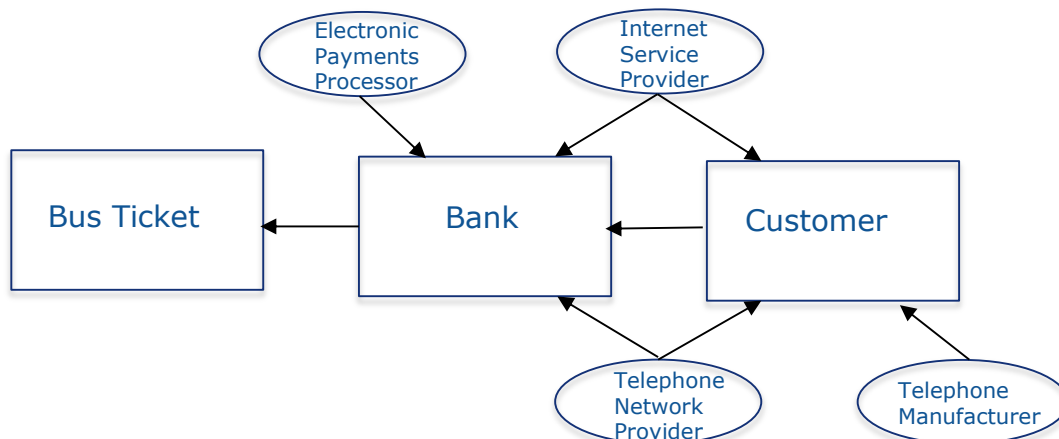 Electronic
Payments
Processor
Internet
Service
Provider
Bus Ticket
Bank
Customer
Telephone
Network
Provider
Telephone
Manufacturer